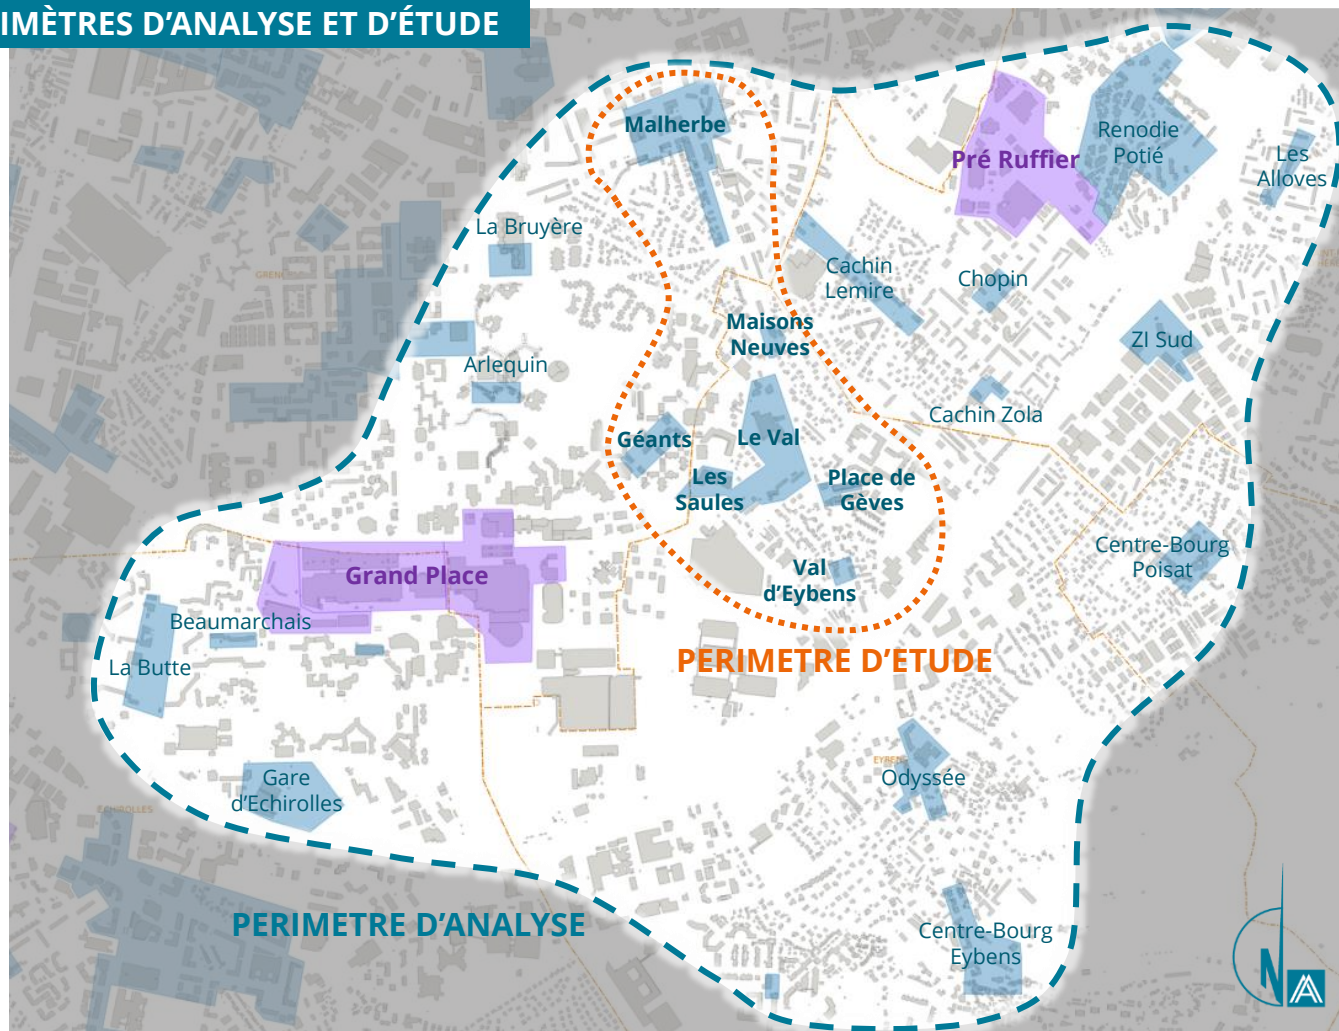 IMÈTRES D'ANALYSE ET D'ÉTUDE
Malherbe
Renodie
Potié
Pré Ruffier
Les
Alloves
La Bruyère
Cachin
Lemire
Chopin
Maisons
Neuves
ZI Sud
Arlequin
Cachin Zola
Géants
Le Val
Les
Saules
Place de
Gèves
Centre-Bourg
Poisat
Grand Place
Val
d'Eybens
Beaumarchais
La Butte
PERIMETRE D'ETUDE
Gare
d'Echirolles
Odyssée
ECHIROLLES
PERIMETRE D'ANALYSE
Centre-Bourg
Eybens
N